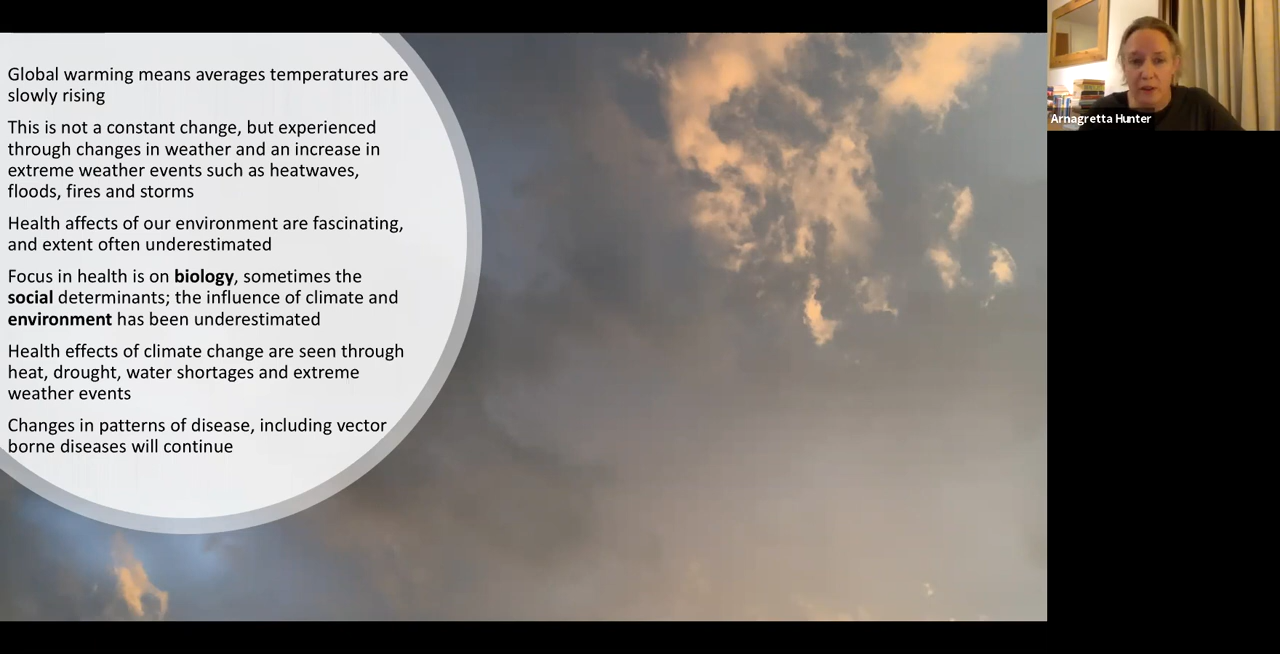 Global warming means averages temperatures are
slowly rising
This is not a constant change, but experienced
through changes in weather and an increase in
extreme weather events such as heatwaves,
floods, fires and storms
Health affects of our environment are fascinating,
and extent often underestimated
Focus in health is on biology, sometimes the
social determinants; the influence of climate and
environment has been underestimated
Health effects of climate change are seen through
heat, drought, water shortages and extreme
weather events
Changes in patterns of disease, including vector
borne diseases will continue
Arnagretta Hunter